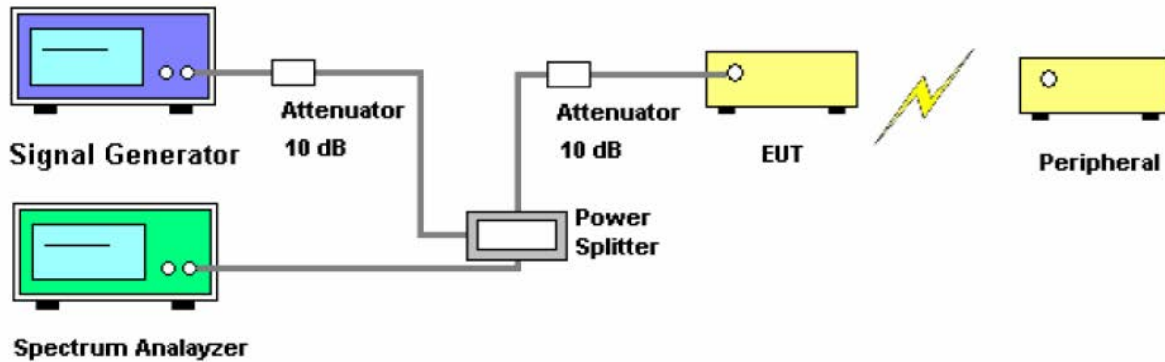 Attenuator
10 dB
Signal Generator
Attenuator
10 dB
EUT
Peripheral
Power
Splitter
Spectrum Analayzer